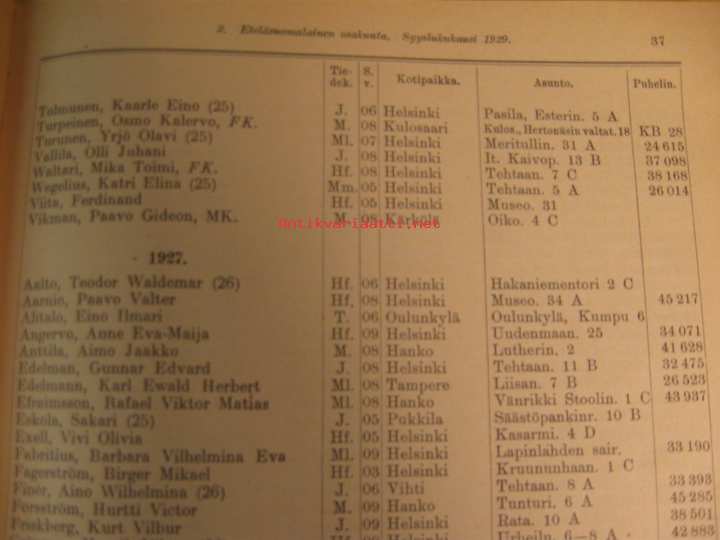 2. Etelämomalainen osakunta. Syyslukukausi 1929. 37
Tie-dek. S. v. Kotipaikka. Asunto. Puhelin.
Tolmunen, Kaarle Eino (25) J. 06 Helsinki Pasila, Esterin. 5 A
Turpeinen, Osmo Kalervo, FK. M. 08 Kulosaari Kulos., Hertonäsin valtat. 18 KB 28
Turunen, Yrjö Olavi (25) Ml. 07 Helsinki Meritullin. 31 A 24 615
Vallila, Olli Juhani J. 08 Helsinki It. Kaivop. 13 B 37 098
Waltari, Mika Toimi, FK. Hf. 08 Helsinki Tehtaan. 7 C 38 168
Wegelius, Katri Elina (25) Mm. 05 Helsinki Tehtaan. 5 A 26 014
Viita, Ferdinand Hf. 05 Helsinki Museo. 31
Vikman, Paavo Gideon, MK. M. 08 Kärkölä Oiko. 4 C
Antikvariaatti.net
1927.
Aalto, Teodor Waldemar (26) Hf. 06 Helsinki Hakaniementori 2 C
Aarnio, Paavo Valter Hf. 08 Helsinki Museo. 34 A 45 217
Ahtalo, Eino Ilmari T. 06 Oulunkylä Oulunkylä, Kumpu 6
Angervo, Anne Eva-Maija Hf. 09 Helsinki Uudenmaan. 25 34 071
Anttila, Aimo Jaakko M. 08 Hanko Lutherin. 2 41 628
Edelman, Gunnar Edvard J. 08 Helsinki Tehtaan. 11 B 32 475
Edelmann, Karl Ewald Herbert Ml. 08 Tampere Liisan. 7 B 26 523
Efraimsson, Rafael Viktor Matias Ml. 08 Hanko Vänrikki Stoolin. 1 C 43 937
Eskola, Sakari (25) J. 05 Pukkila Säästöpankinr. 10 B
Exell, Vivi Olivia Hf. 05 Helsinki Kasarmi. 4 D
Fabritius, Barbara Vilhelmina Eva Ml. 09 Helsinki Lapinlahden sair. 33 190
Fagerström, Birger Mikael Hf. 03 Helsinki Kruununhaan. 1 C
Finér, Aino Wilhelmina (26) J. 06 Vihti Tehtaan. 8 A 33 393
Forsström, Hurtti Victor M. 09 Hanko Tunturi. 6 A 45 285
Freckberg, Kurt Vilbur J. 09 Helsinki Rata. 10 A 38 501
Helsinki Urheilu. 6—8 A 42 883